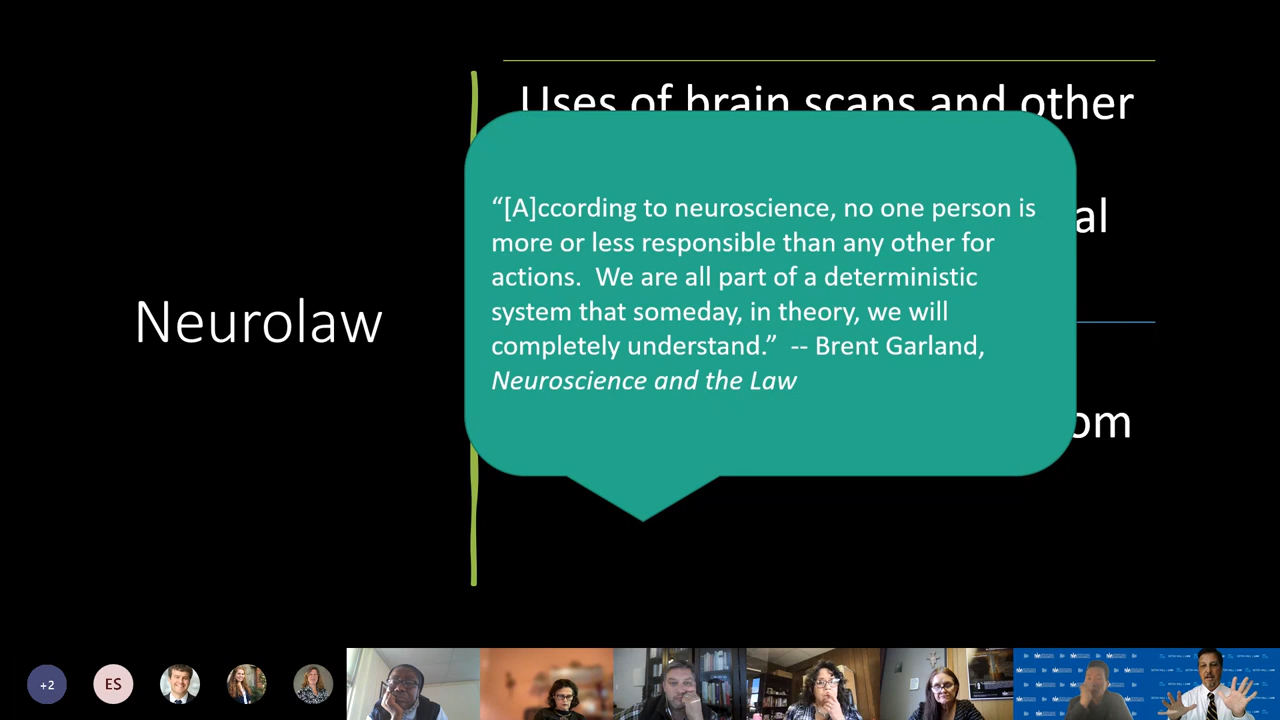 Uses of brain scans and other
al
om
Neurolaw
“[A]ccording to neuroscience, no one person is
more or less responsible than any other for
actions.  We are all part of a deterministic
system that someday, in theory, we will
completely understand.”  -- Brent Garland,
Neuroscience and the Law
+2
ES